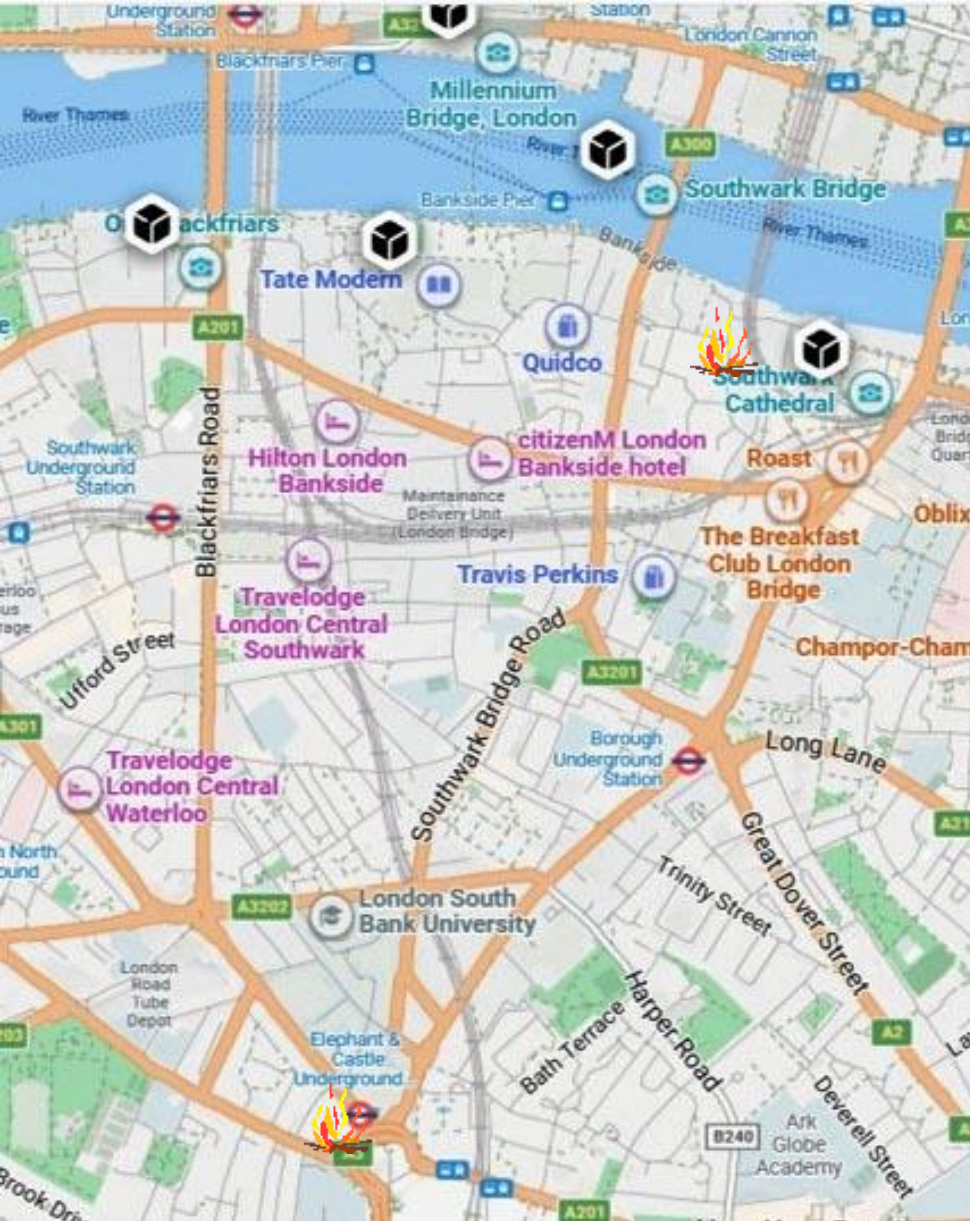 Underground
Station
A32
Station
London Cannon
Street
Blackfriars Pier
Millennium
Bridge, London
River Thames
River
A300
Bankside Pier
Southwark Bridge
River Thames
Bankside
Tate Modern
A201
Quidco
Southwark
Cathedral
Blackfriars Road
Southwark
Underground
Station
Hilton London
Bankside
citizenM London
Bankside hotel
Roast
Maintainance
Delivery Unit
(London Bridge)
Oblix
The Breakfast
Club London
Bridge
Travis Perkins
Travelodge
London Central
Southwark
Ufford Street
Southwark Bridge Road
A3201
Champor-Cham
A301
Borough
Underground
Station
Long Lane
Travelodge
London Central
Waterloo
North
Great Dover Street
Trinity Street
A3202
London South
Bank University
London
Road
Tube
Depot
Harper Road
Bath Terrace
A2
Elephant &
Castle
Underground
Deverell Street
B240
Ark
Globe
Academy
A201